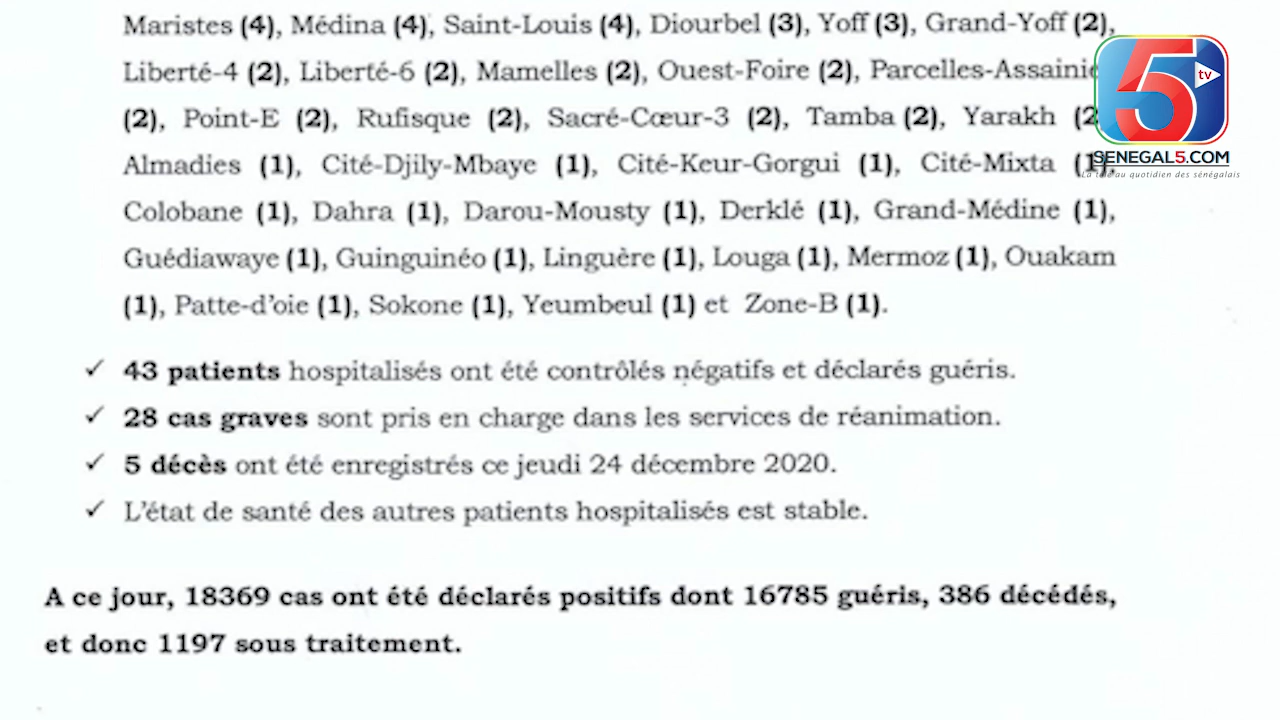 Maristes (4), Médina (4), Saint-Louis (4), Diourbel (3), Yoff (3), Grand-Yoff (2),
Liberté-4 (2), Liberté-6 (2), Mamelles (2), Ouest-Foire (2), Parcelles-Assainie
(2), Point-E (2), Rufisque (2), Sacré-Cœur-3 (2), Tamba (2), Yarakh (2
Almadies (1), Cité-Djily-Mbaye (1), Cité-Keur-Gorgui (1), Cité-Mixta (1),
Colobane (1), Dahra (1), Darou-Mousty (1), Derklé (1), Grand-Médine (1),
Guédiawaye (1), Guinguinéo (1), Linguère (1), Louga (1), Mermoz (1), Ouakam
(1), Patte-d'oie (1), Sokone (1), Yeumbeul (1) et Zone-B (1).
✓ 43 patients hospitalisés ont été contrôlés négatifs et déclarés guéris.
✓ 28 cas graves sont pris en charge dans les services de réanimation.
✓ 5 décès ont été enregistrés ce jeudi 24 décembre 2020.
✓ L'état de santé des autres patients hospitalisés est stable.
A ce jour, 18369 cas ont été déclarés positifs dont 16785 guéris, 386 décédés,
et donc 1197 sous traitement.
5 tv
SENEGAL5.COM
La télé au quotidien des sénégalais